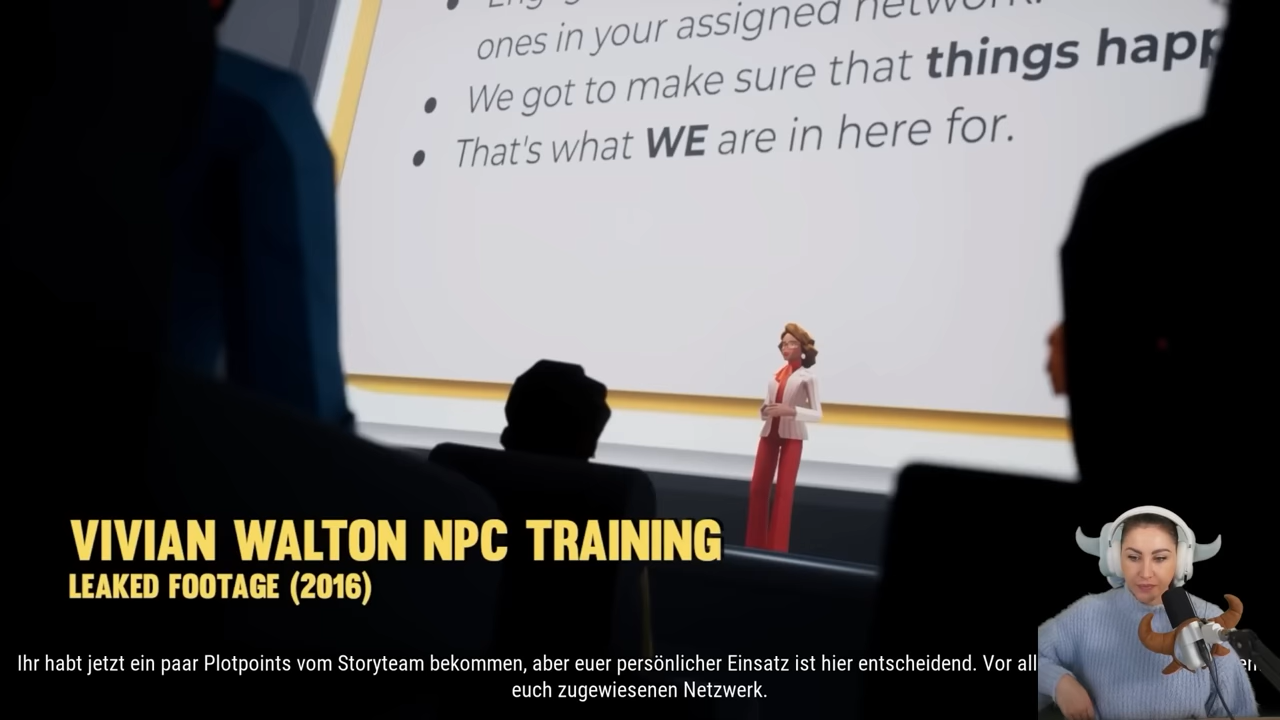 ones in your assigned network.
• We got to make sure that things
• That's what WE are in here for.
VIVIAN WALTON NPC TRAINING
LEAKED FOOTAGE (2016)
Ihr habt jetzt ein paar Plotpoints vom Storyteam bekommen, aber euer persönlicher Einsatz ist hier entscheidend. Vor
euch zugewiesenen Netzwerk.